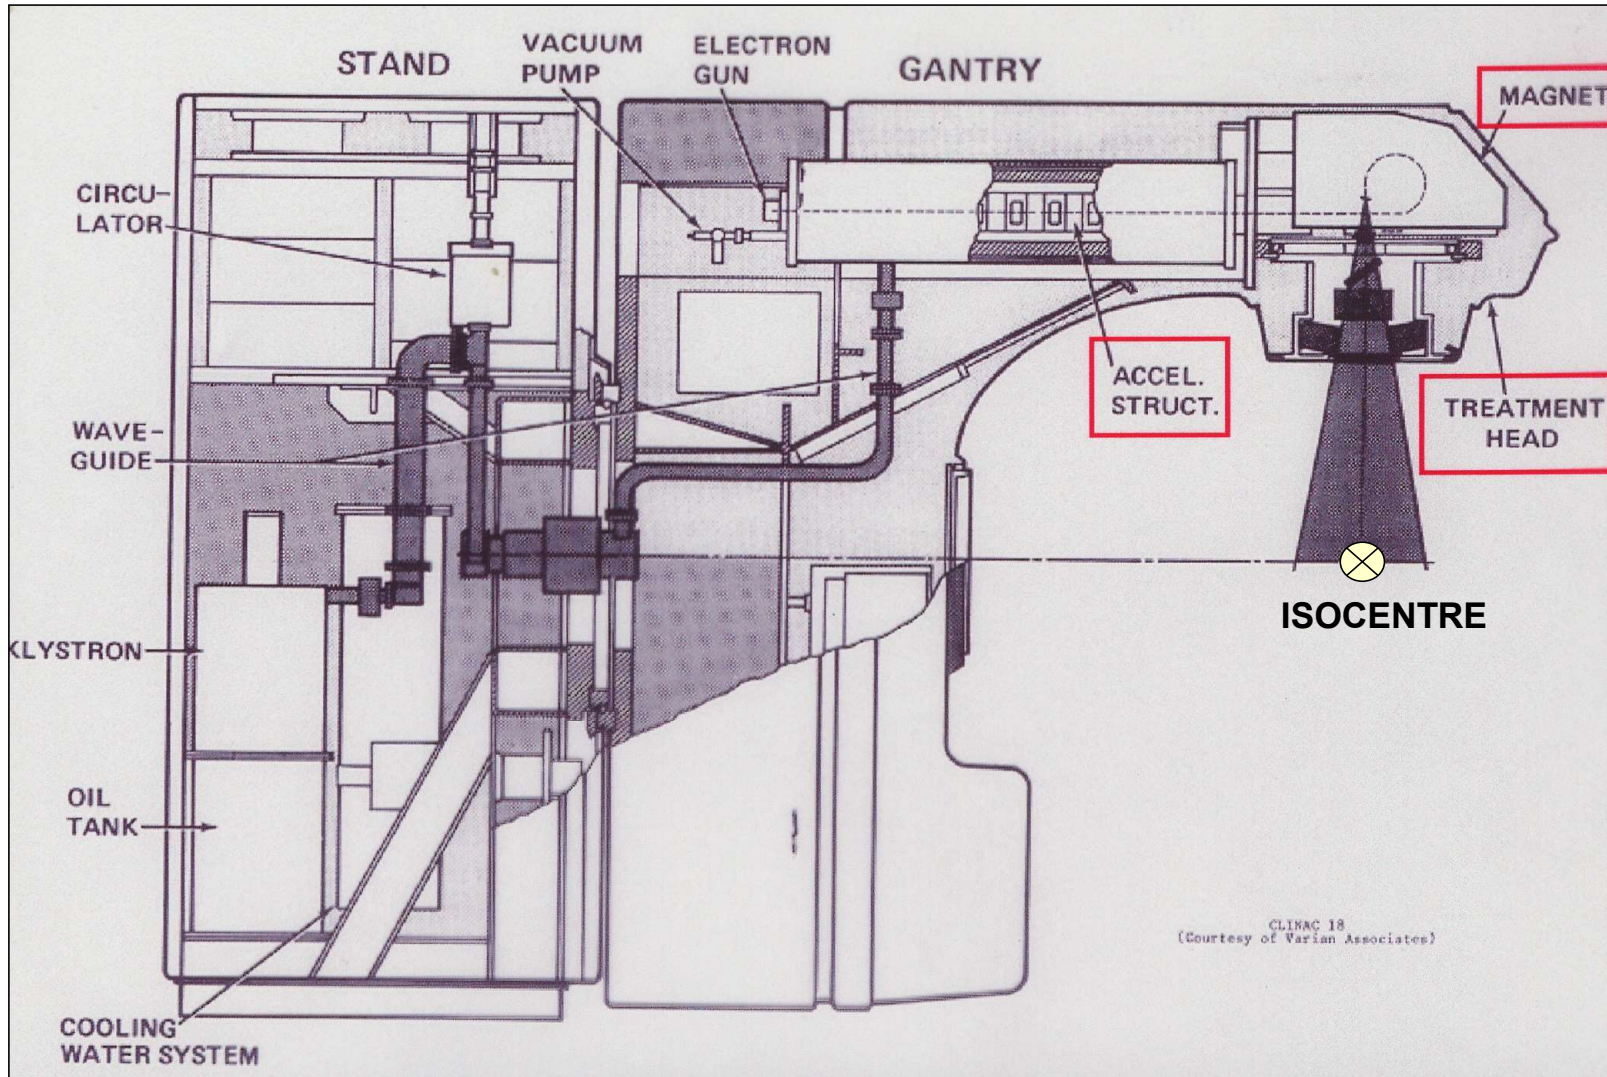 STAND
VACUUM
PUMP
ELECTRON
GUN
GANTRY
MAGNET
CIRCU-
LATOR
ACCEL.
STRUCT.
TREATMENT
HEAD
WAVE-
GUIDE
ISOCENTRE
KLYSTRON
OIL
TANK
CLINAC 18
(Courtesy of Varian Associates)
COOLING
WATER SYSTEM